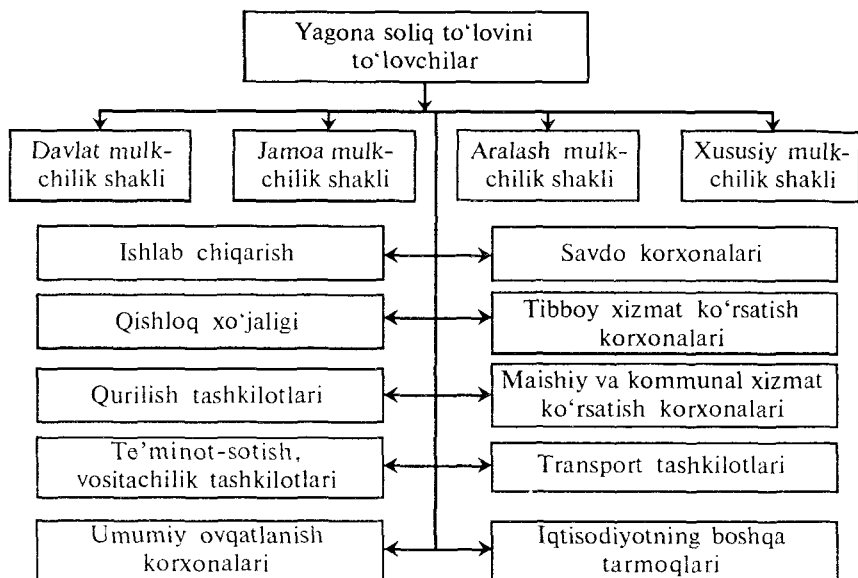 Yagona soliq to‘lovini
to‘lovchilar
Davlat mulk-
chilik shakli
Jamoa mulk-
chilik shakli
Aralash mulk-
chilik shakli
Xususiy mulk-
chilik shakli
Ishlab chiqarish
Savdo korxonalari
Qishloq xo‘jaligi
Tibboy xizmat ko‘rsatish
korxonalari
Qurilish tashkilotlari
Maishiy va kommunal xizmat
ko‘rsatish korxonalari
Te’minot-sotish,
vositachilik tashkilotlari
Transport tashkilotlari
Umumiy ovqatlanish
korxonalari
Iqtisodiyotning boshqa
tarmoqlari